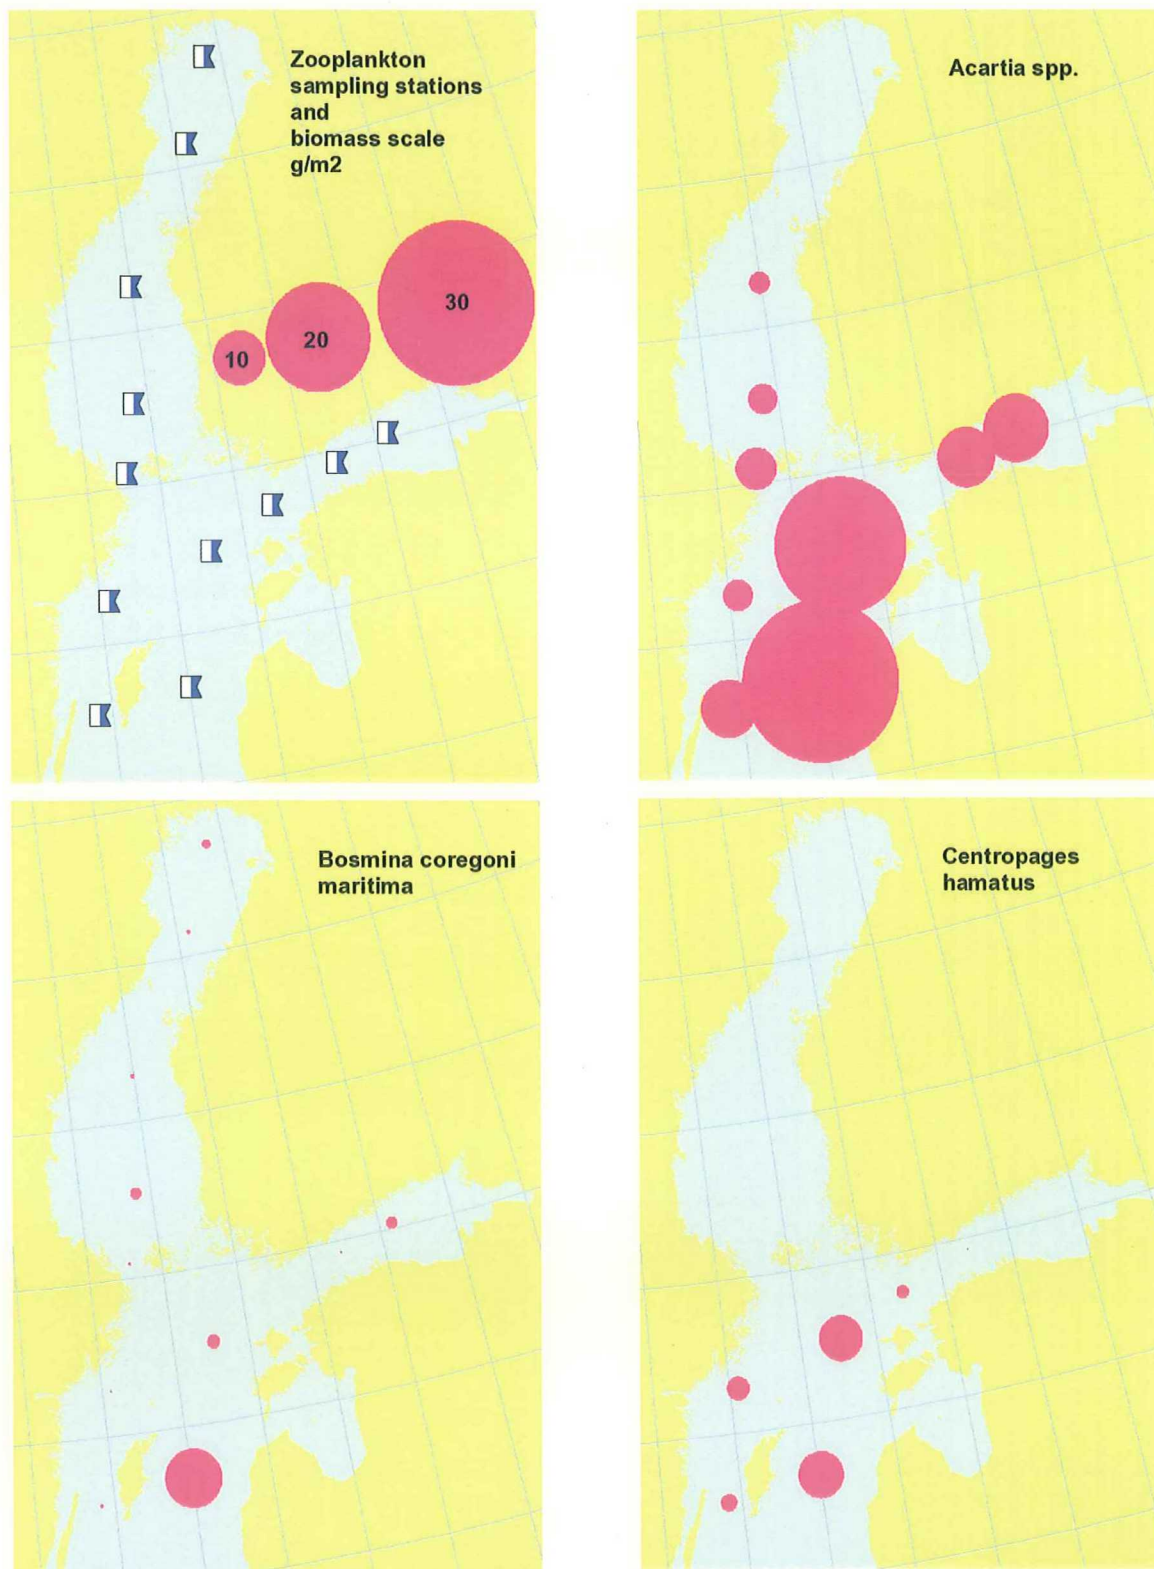 Zooplankton
sampling stations
and
biomass scale
g/m2
10
20
30
Acartia spp.
Bosmina coregoni
maritima
Centropages
hamatus